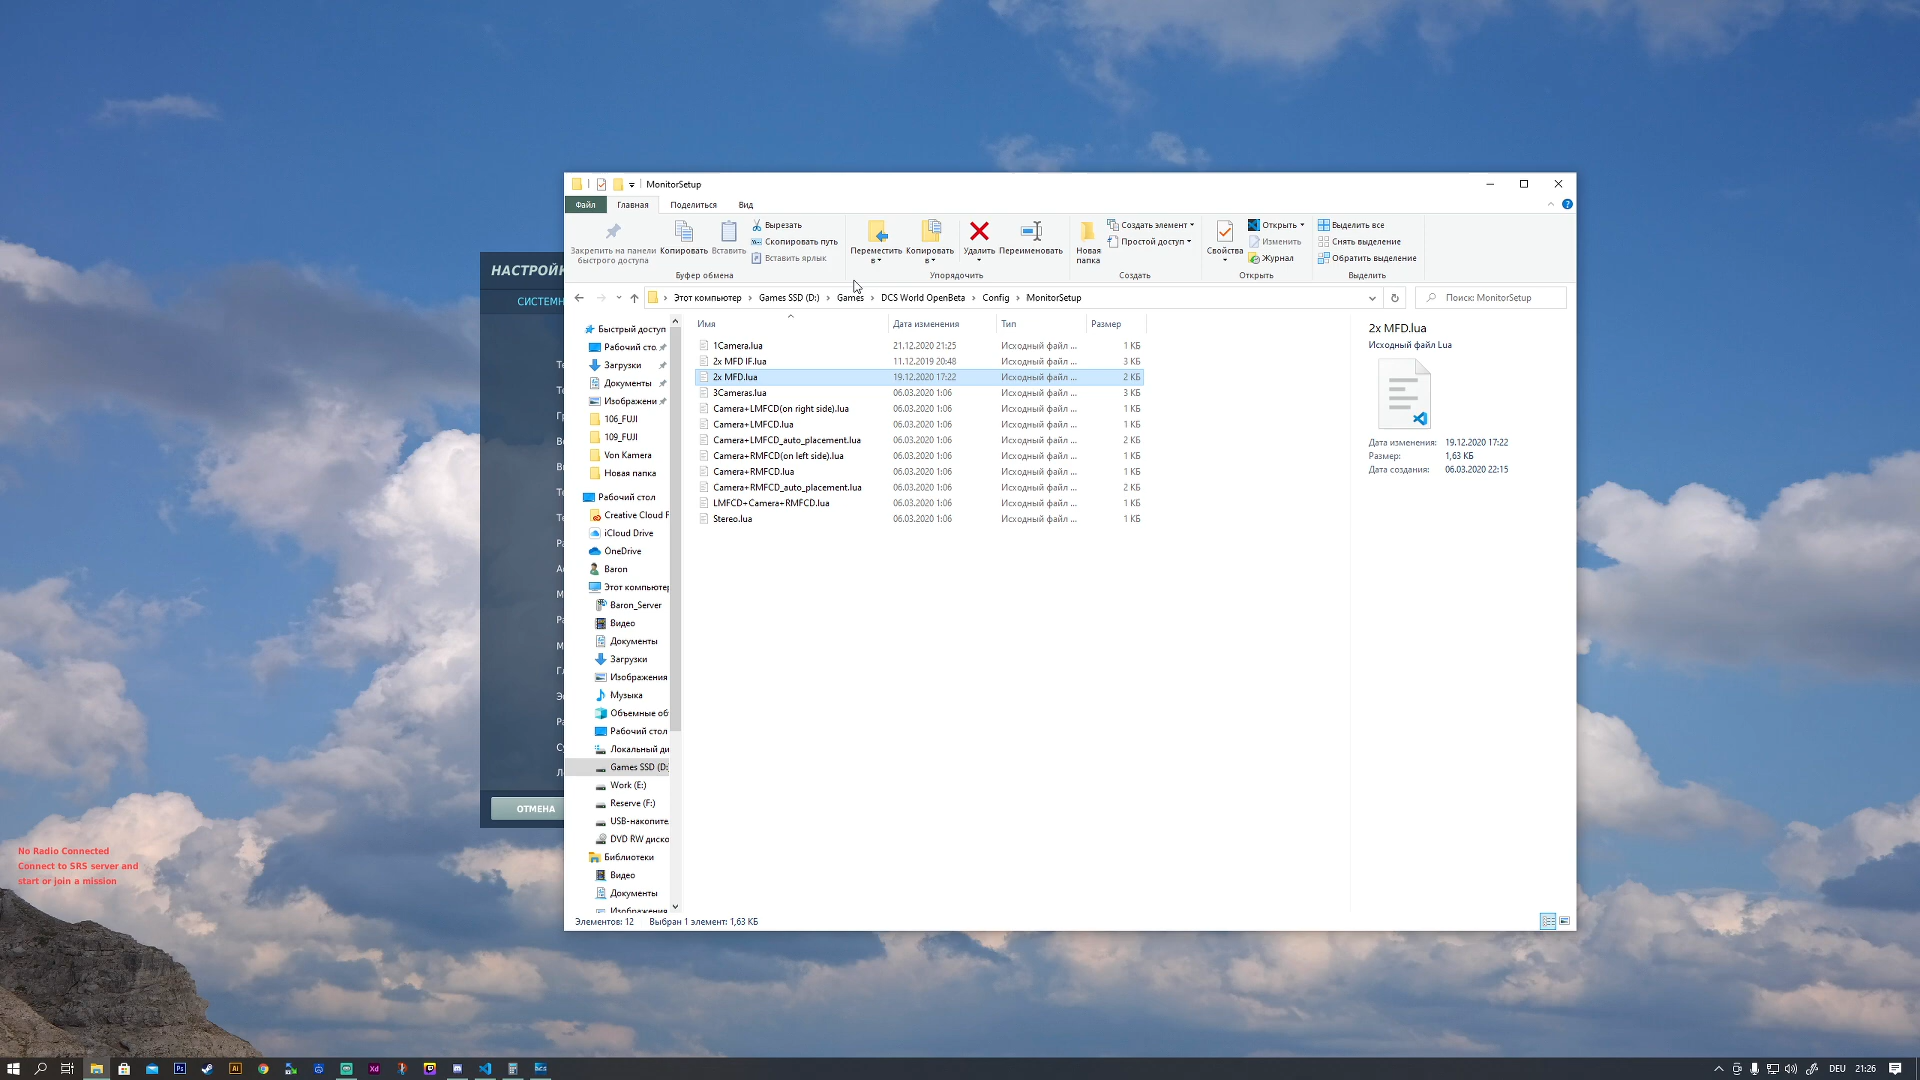 MonitorSetup
Файл
Главная
Поделиться
Вид
Закрепить на панели
быстрого доступа
Копировать
Вставить
Вырезать
Скопировать путь
Вставить ярлык
Буфер обмена
Переместить
в
Копировать
в
Удалить
Переименовать
Упорядочить
Новая
папка
Создать элемент
Простой доступ
Создать
Свойства
Открыть
Изменить
Журнал
Открыть
Выделить все
Снять выделение
Обратить выделение
Выделить
Этот компьютер
Games SSD (D:)
Games
DCS World OpenBeta
Config
MonitorSetup
Поиск: MonitorSetup
НАСТРОЙК
СИСТЕМН
ОТМЕНА
Быстрый доступ
Рабочий сто.
Загрузки
Документы
Изображени
106_FUJI
109_FUJI
Von Kamera
Новая папка
Рабочий стол
Creative Cloud F
iCloud Drive
OneDrive
Baron
Этот компьютер
Baron_Server
Видео
Документы
Загрузки
Изображения
Музыка
Объемные об
Рабочий стол
Локальный ди
Games SSD (D:
Work (E:)
Reserve (F:)
USB-накопите
DVD RW диско
Библиотеки
Видео
Документы
Изображения
Имя Дата изменения Тип Размер
1Camera.lua 21.12.2020 21:25 Исходный файл ... 1 КБ
2x MFD IF.lua 11.12.2019 20:48 Исходный файл ... 3 КБ
2x MFD.lua 19.12.2020 17:22 Исходный файл ... 2 КБ
3Cameras.lua 06.03.2020 1:06 Исходный файл ... 3 КБ
Camera+LMFCD(on right side).lua 06.03.2020 1:06 Исходный файл ... 1 КБ
Camera+LMFCD.lua 06.03.2020 1:06 Исходный файл ... 1 КБ
Camera+LMFCD_auto_placement.lua 06.03.2020 1:06 Исходный файл ... 2 КБ
Camera+RMFCD(on left side).lua 06.03.2020 1:06 Исходный файл ... 1 КБ
Camera+RMFCD.lua 06.03.2020 1:06 Исходный файл ... 1 КБ
Camera+RMFCD_auto_placement.lua 06.03.2020 1:06 Исходный файл ... 2 КБ
LMFCD+Camera+RMFCD.lua 06.03.2020 1:06 Исходный файл ... 1 КБ
Stereo.lua 06.03.2020 1:06 Исходный файл ... 1 КБ
2x MFD.lua
Исходный файл Lua
Дата изменения: 19.12.2020 17:22
Размер: 1,63 КБ
Дата создания: 06.03.2020 22:15
Элементов: 12 Выбран 1 элемент: 1,63 КБ
No Radio Connected
Connect to SRS server and
start or join a mission
Ps
Ai
Xd
DCS
DEU
21:26